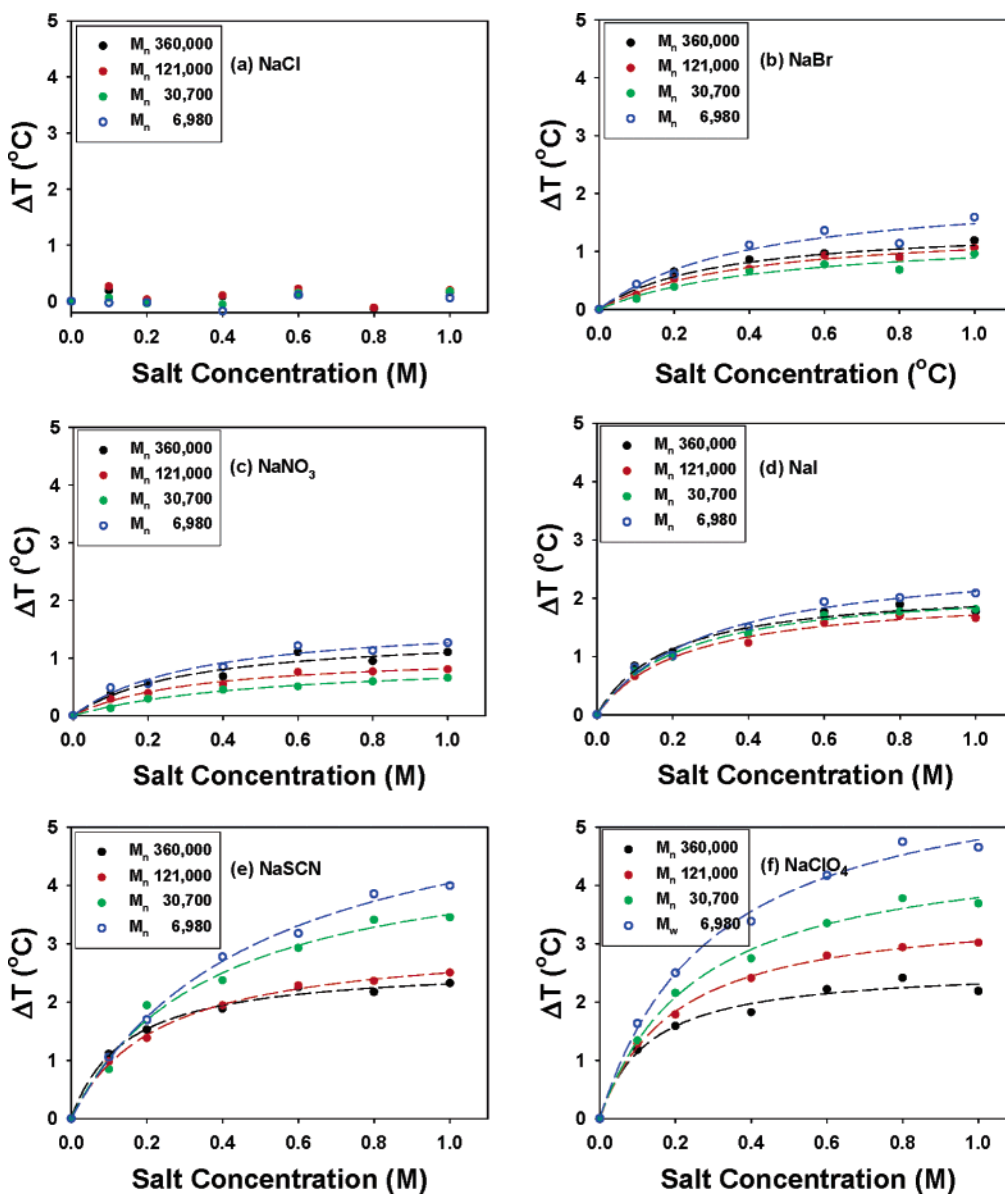 (a) NaCl
Mn 360,000
Mn 121,000
Mn 30,700
Mn 6,980
5
4
3
2
1
0
ΔT (oC)
0.0 0.2 0.4 0.6 0.8 1.0
Salt Concentration (M)
(b) NaBr
Mn 360,000
Mn 121,000
Mn 30,700
Mn 6,980
5
4
3
2
1
0
ΔT (oC)
0.0 0.2 0.4 0.6 0.8 1.0
Salt Concentration (oC)
(c) NaNO3
Mn 360,000
Mn 121,000
Mn 30,700
Mn 6,980
5
4
3
2
1
0
ΔT (oC)
0.0 0.2 0.4 0.6 0.8 1.0
Salt Concentration (M)
(d) NaI
Mn 360,000
Mn 121,000
Mn 30,700
Mn 6,980
5
4
3
2
1
0
ΔT (oC)
0.0 0.2 0.4 0.6 0.8 1.0
Salt Concentration (M)
(e) NaSCN
Mn 360,000
Mn 121,000
Mn 30,700
Mn 6,980
5
4
3
2
1
0
ΔT (oC)
0.0 0.2 0.4 0.6 0.8 1.0
Salt Concentration (M)
(f) NaClO4
Mn 360,000
Mn 121,000
Mn 30,700
Mw 6,980
5
4
3
2
1
0
ΔT (oC)
0.0 0.2 0.4 0.6 0.8 1.0
Salt Concentration (M)